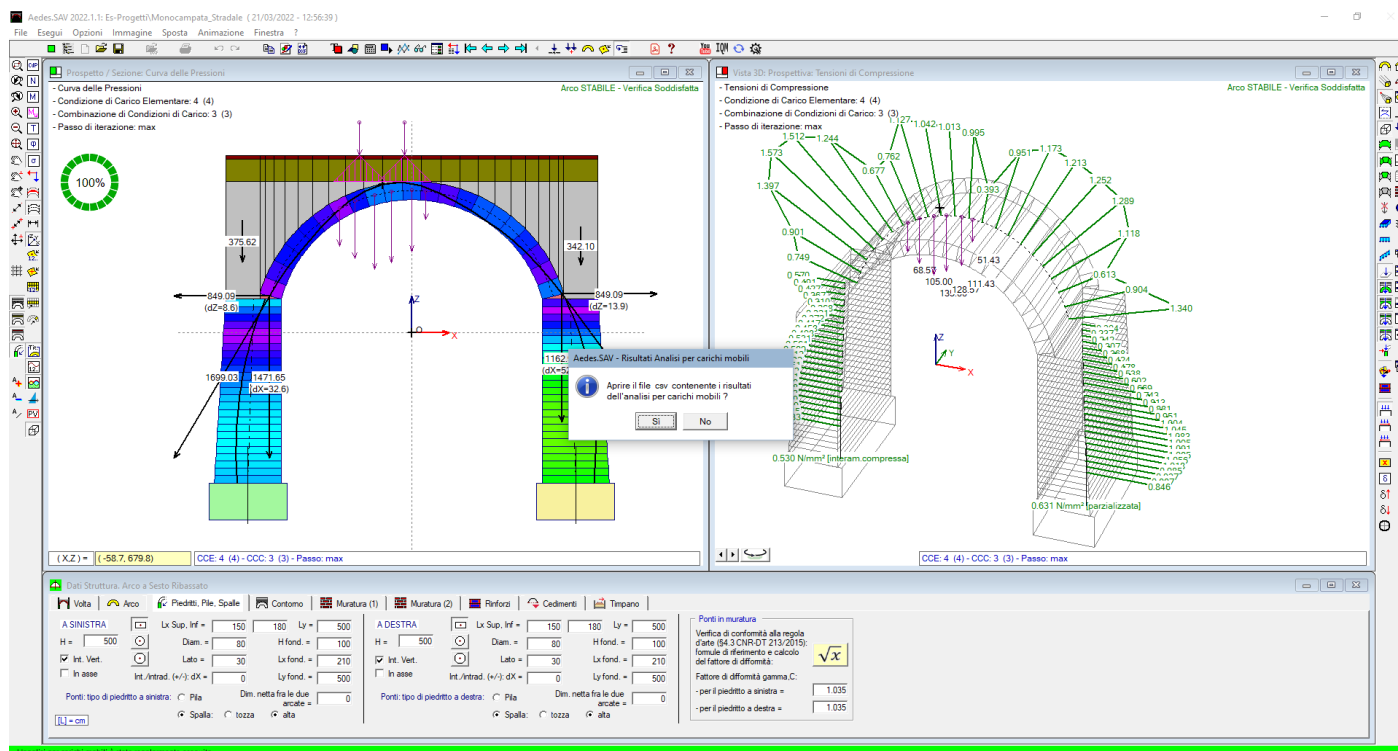 Aedes.SAV 2022.1.1: Es-Progetti\Monocampata_Stradale ( 21/03/2022 - 12:56:39 )
File Esegui Opzioni Immagine Sposta Animazione Finestra ?
Prospetto / Sezione: Curva delle Pressioni
- Curva delle Pressioni
Arco STABILE - Verifica Soddisfatta
- Condizione di Carico Elementare: 4 (4)
- Combinazione di Condizioni di Carico: 3 (3)
- Passo di iterazione: max
100%
375.62
342.10
849.09
(dZ=8.6)
849.09
(dZ=13.9)
Z
O
X
1699.03
1471.65
(dX=32.6)
(X,Z) = (-58.7, 679.8)
CCE: 4 (4) - CCC: 3 (3) - Passo: max
Vista 3D: Prospettiva: Tensioni di Compressione
- Tensioni di Compressione
Arco STABILE - Verifica Soddisfatta
- Condizione di Carico Elementare: 4 (4)
- Combinazione di Condizioni di Carico: 3 (3)
- Passo di iterazione: max
1.127
1.042
1.013
0.995
1.512
1.244
0.951
1.173
1.573
0.762
1.213
0.677
1.252
1.397
0.393
1.289
0.901
1.118
0.749
51.43
68.57
0.613
105.00
111.43
128.57
0.904
1.340
Z
Y
X
0.846
0.530 N/mm² [interam.compressa]
0.631 N/mm² [parzializzata]
CCE: 4 (4) - CCC: 3 (3) - Passo: max
Aedes.SAV - Risultati Analisi per carichi mobili
Aprire il file csv contenente i risultati
dell'analisi per carichi mobili ?
Sì No
Dati Struttura. Arco a Sesto Ribassato
Volta Arco Piedritti, Pile, Spalle Contorno Muratura (1) Muratura (2) Rinforzi Cedimenti Timpano
A SINISTRA Lx Sup, Inf = 150 180 Ly = 500
H = 500 Diam. = 80 H fond. = 100
Int. Vert. Lato = 30 Lx fond. = 210
In asse Int./intrad. (+/-): dX = 0 Ly fond. = 500
Ponti: tipo di piedritto a sinistra: Pila Dim. netta fra le due arcate = 0
Spalla: tozza alta
[L] = cm
A DESTRA Lx Sup, Inf = 150 180 Ly = 500
H = 500 Diam. = 80 H fond. = 100
Int. Vert. Lato = 30 Lx fond. = 210
In asse Int./intrad. (+/-): dX = 0 Ly fond. = 500
Ponti: tipo di piedritto a destra: Pila Dim. netta fra le due arcate = 0
Spalla: tozza alta
Ponti in muratura
Verifica di conformità alla regola
d'arte (§4.3 CNR-DT 213/2015):
formule di riferimento e calcolo
del fattore di difformità:
√x
Fattore di difformità gamma,C:
- per il piedritto a sinistra = 1.035
- per il piedritto a destra = 1.035